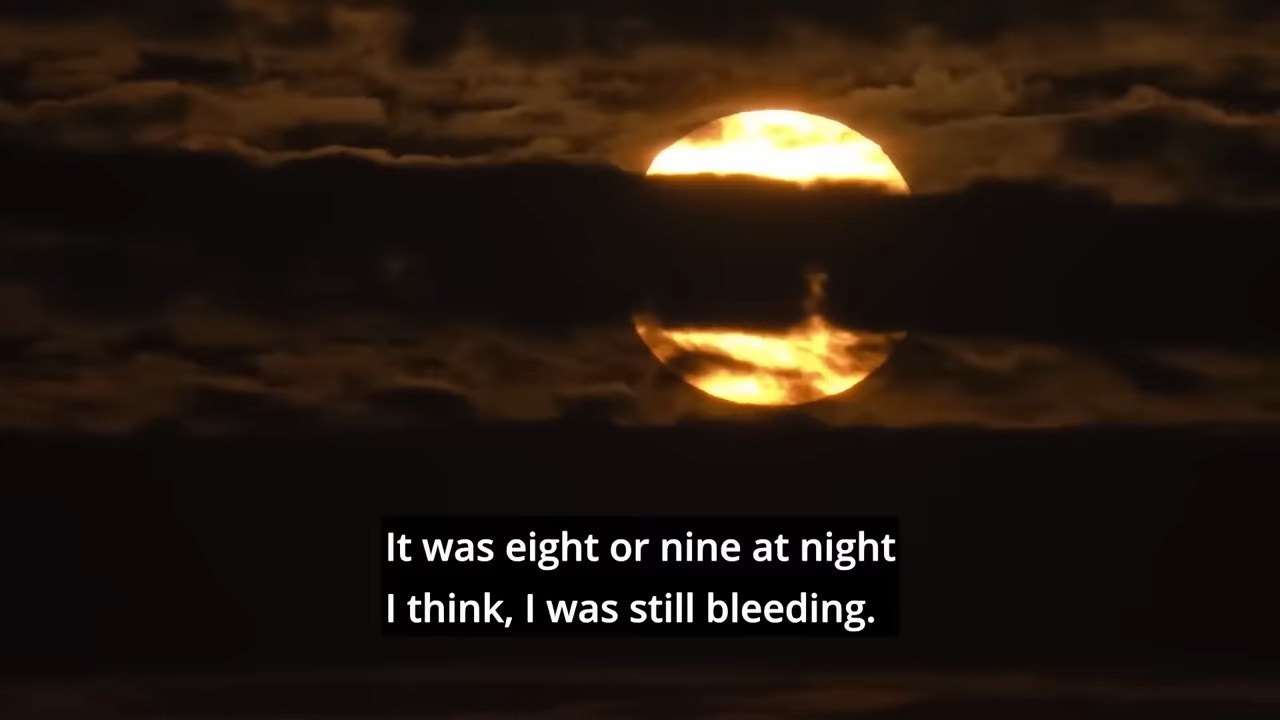 It was eight or nine at night
I think, I was still bleeding.